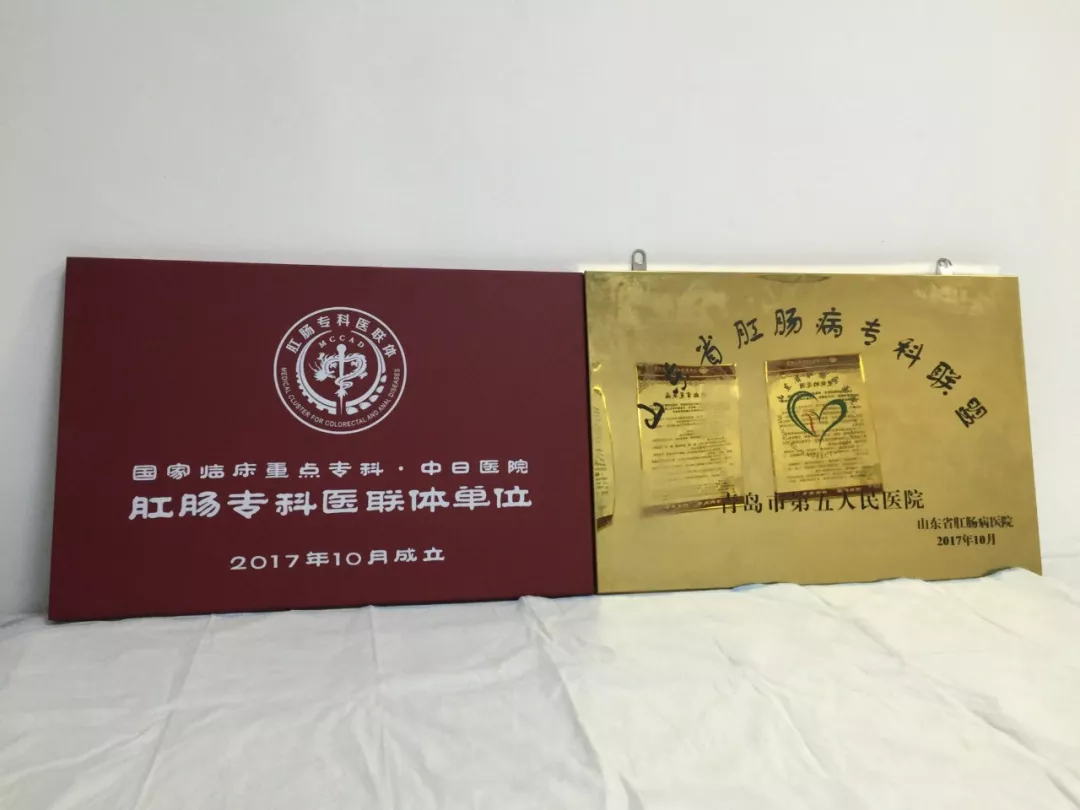 肛肠专科医联体
MCCAD
MEDICAL CLUSTER FOR COLORECTAL AND ANAL DISEASES
国家临床重点专科·中日医院
肛肠专科医联体单位
2017年10月成立
山东省肛肠病专科联盟
青岛市第五人民医院
山东省肛肠病医院
2017年10月